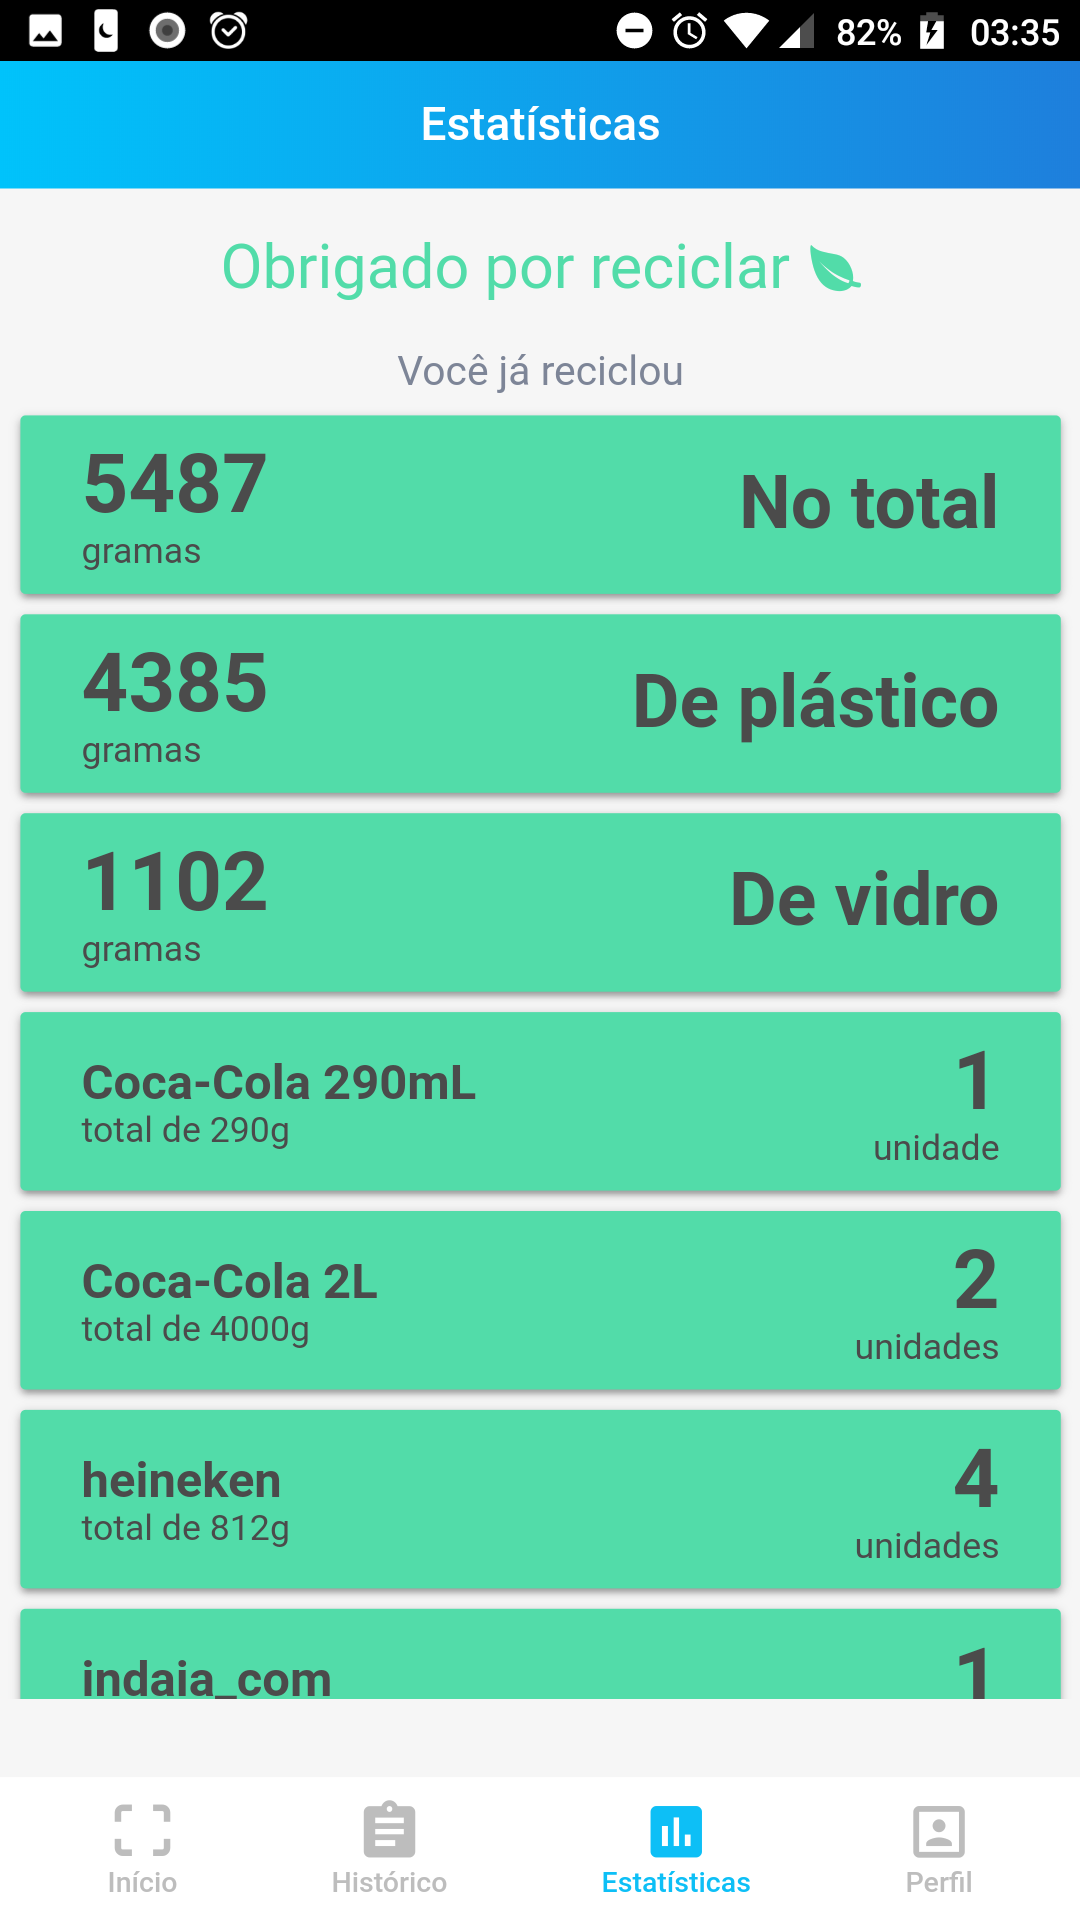 82% 03:35
Estatísticas
Obrigado por reciclar
Você já reciclou
5487
gramas
No total
4385
gramas
De plástico
1102
gramas
De vidro
Coca-Cola 290mL
total de 290g
1
unidade
Coca-Cola 2L
total de 4000g
2
unidades
heineken
total de 812g
4
unidades
indaia_com
1
Início
Histórico
Estatísticas
Perfil